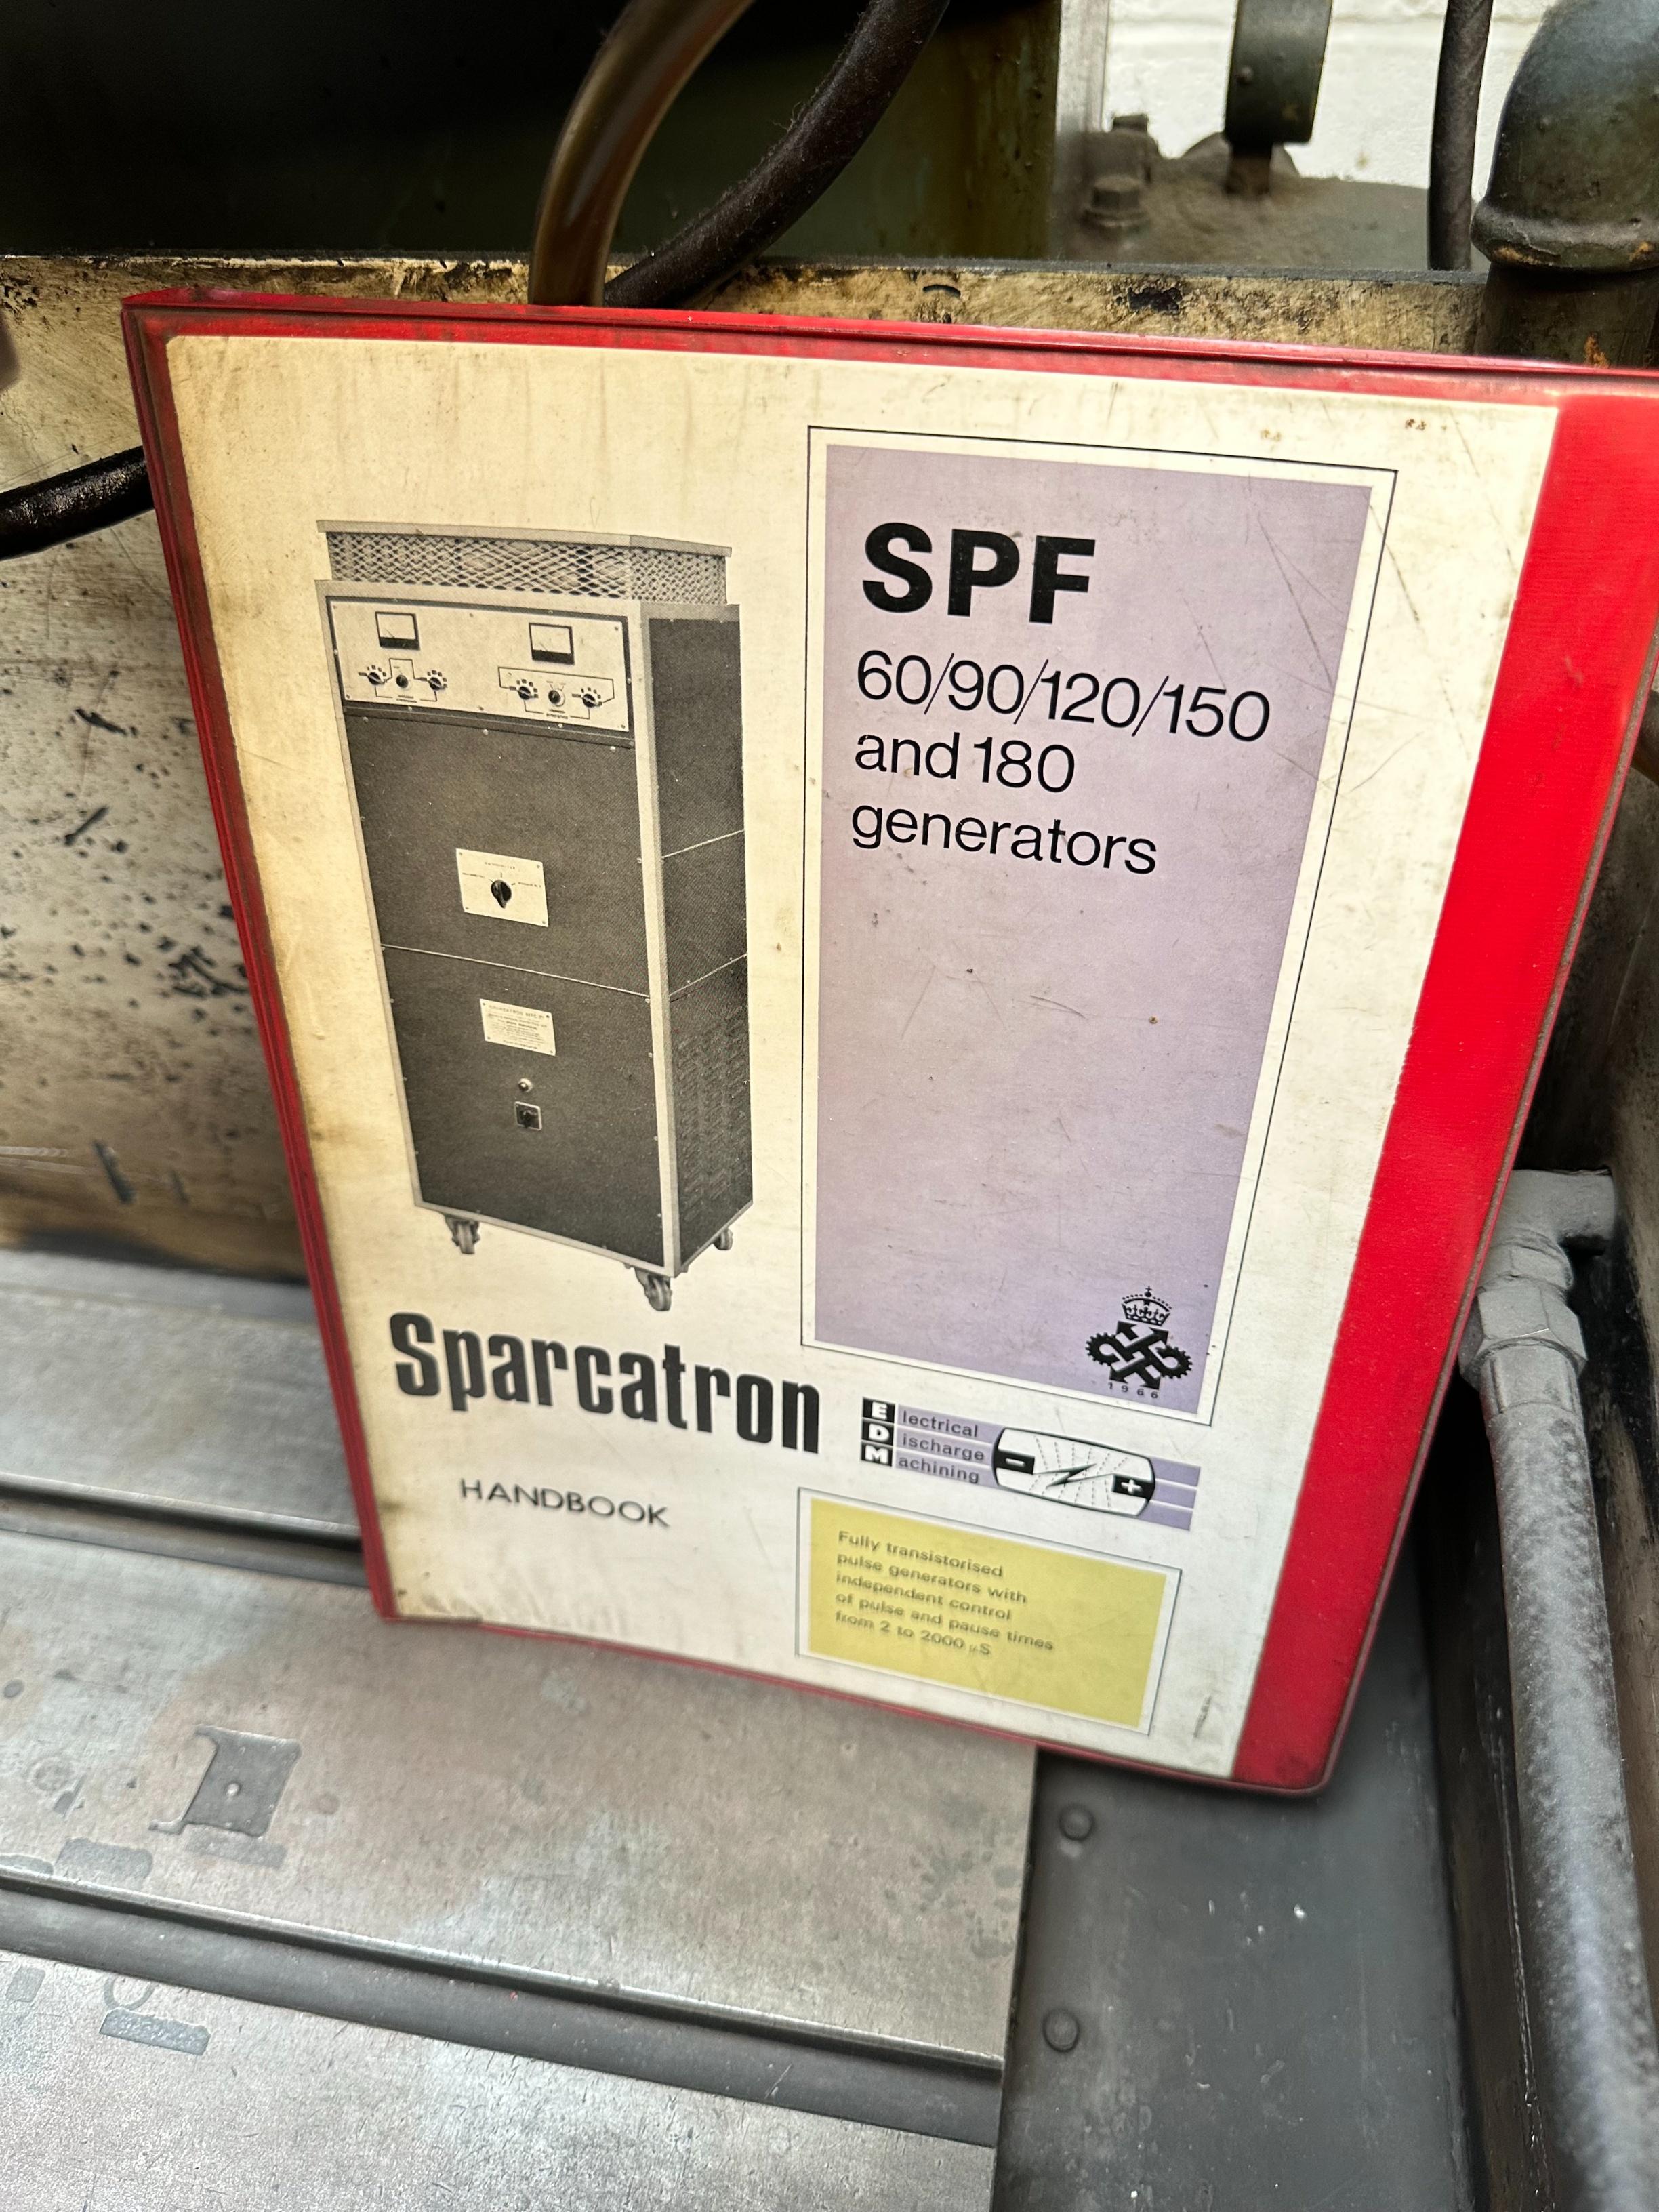 SPF
60/90/120/150
and 180
generators
1966
Sparcatron
Electrical
Discharge
Machining
- +
HANDBOOK
Fully transistorised
pulse generators with
independent control
of pulse and pause times
from 2 to 2000 µS